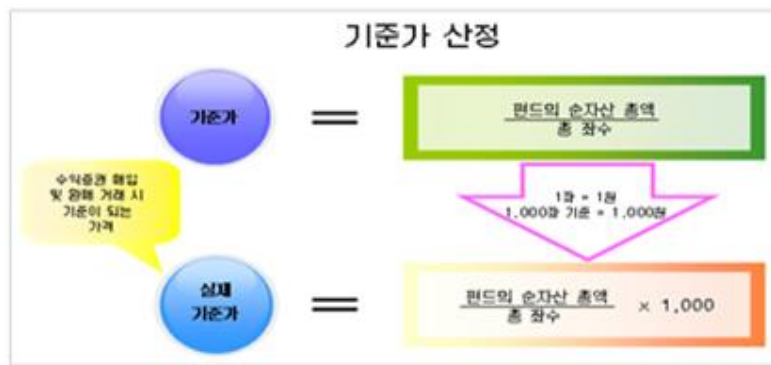 기준가 산정
기준가
=
펀드의 순자산 총액
총 좌수
수익증권 매입
및 환매 거래 시
기준이 되는
가격
1좌 = 1원
1,000좌 기준 = 1,000원
실제
기준가
=
펀드의 순자산 총액
총 좌수
× 1,000